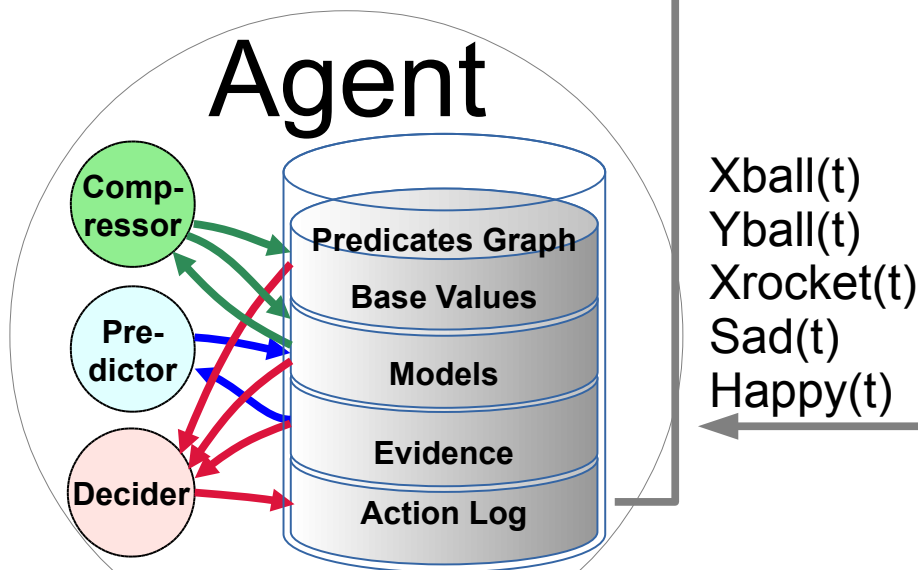 Agent
Comp-
ressor
Pre-
dictor
Decider
Predicates Graph
Base Values
Models
Evidence
Action Log
Xball(t)
Yball(t)
Xrocket(t)
Sad(t)
Happy(t)